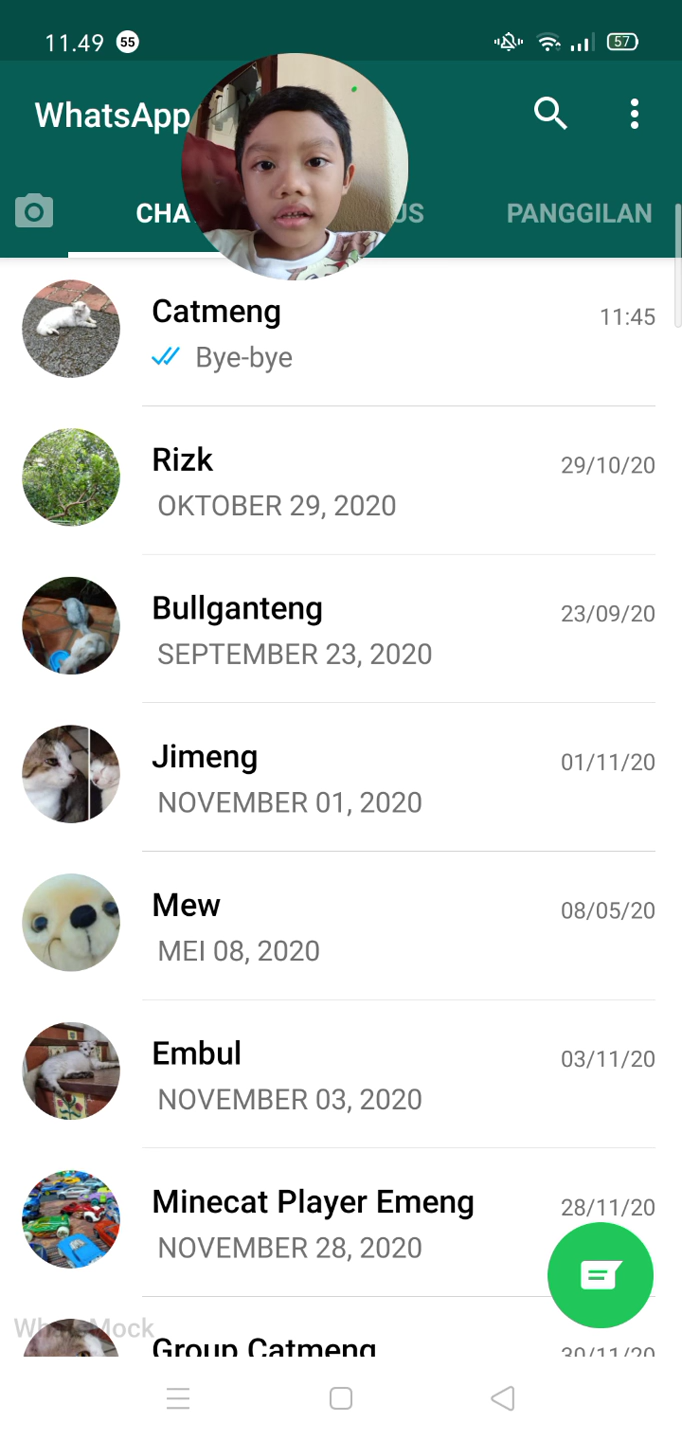 11.49 55 57
WhatsApp
CHA US PANGGILAN
Catmeng 11:45
Bye-bye
Rizk 29/10/20
OKTOBER 29, 2020
Bullganteng 23/09/20
SEPTEMBER 23, 2020
Jimeng 01/11/20
NOVEMBER 01, 2020
Mew 08/05/20
MEI 08, 2020
Embul 03/11/20
NOVEMBER 03, 2020
Minecat Player Emeng 28/11/20
NOVEMBER 28, 2020
Group Catmeng 30/11/20